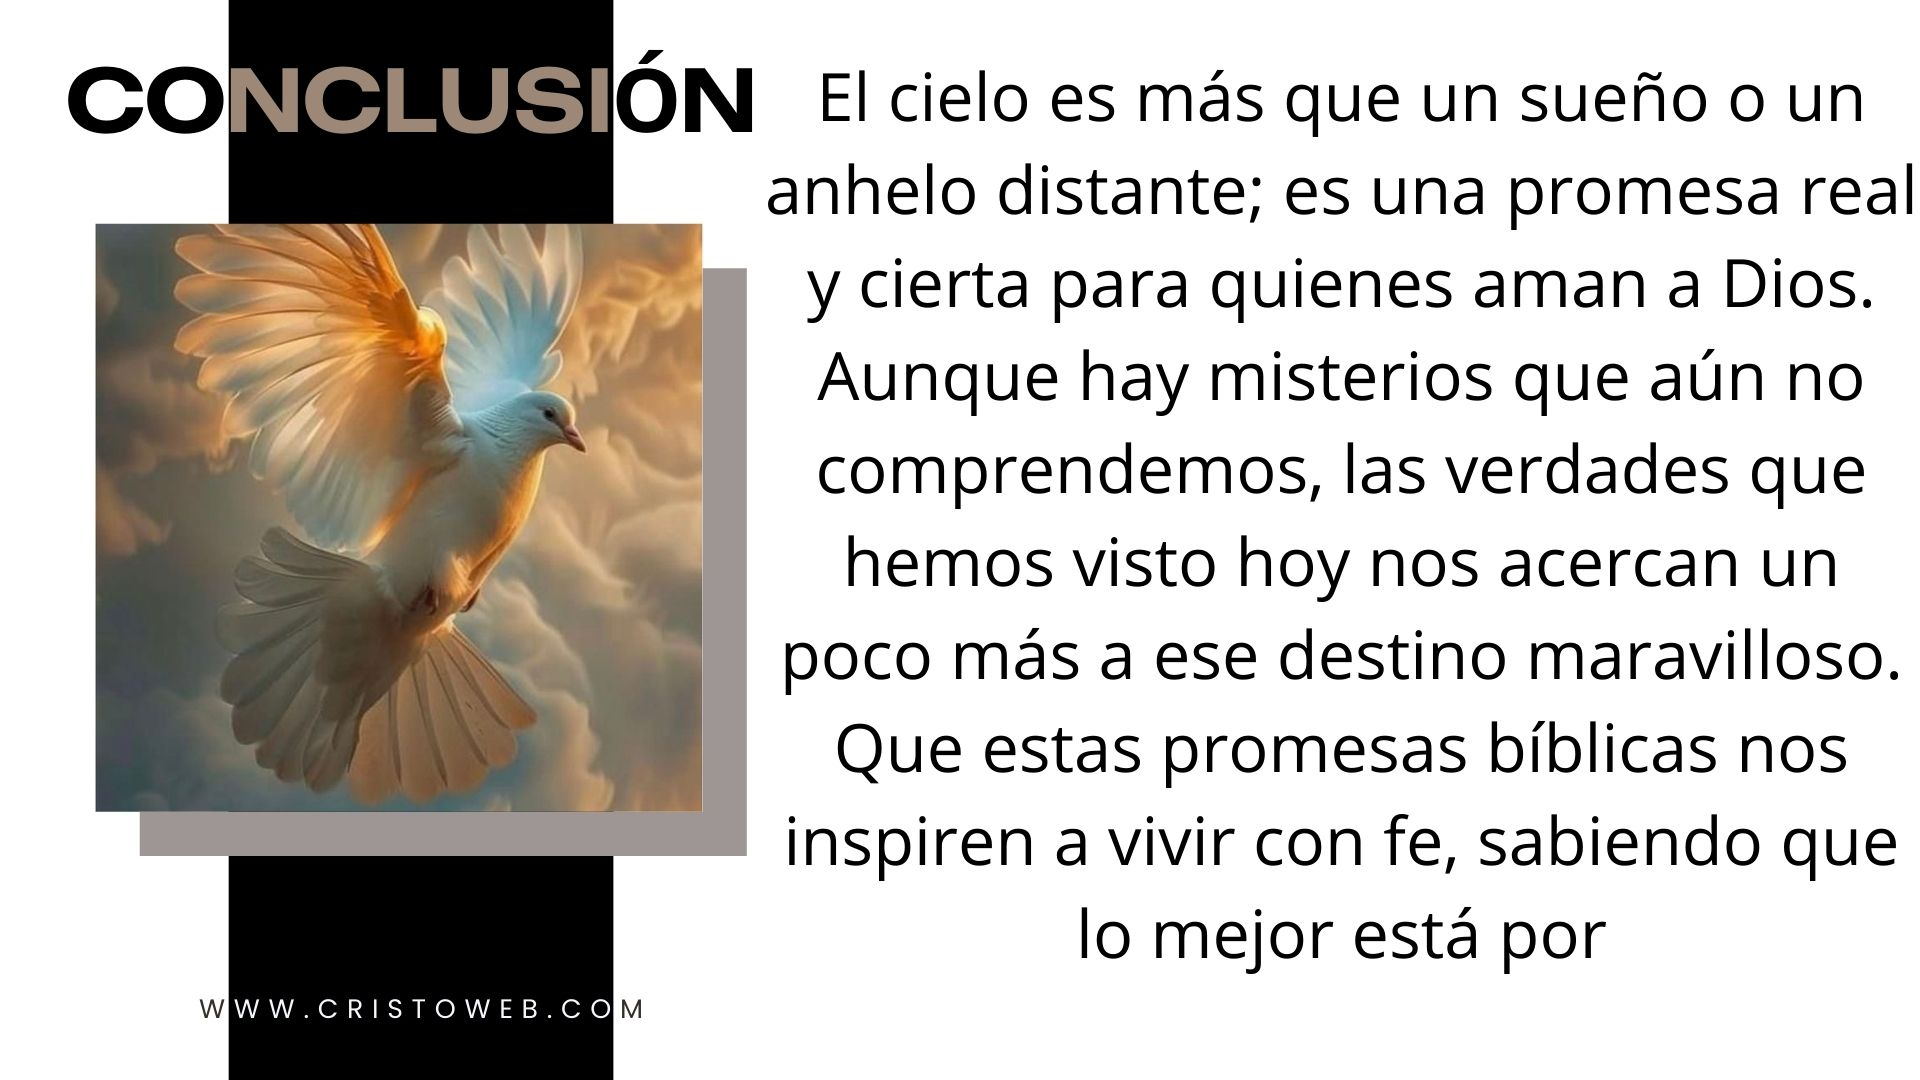 CONCLUSIÓN
El cielo es más que un sueño o un
anhelo distante; es una promesa real
y cierta para quienes aman a Dios.
Aunque hay misterios que aún no
comprendemos, las verdades que
hemos visto hoy nos acercan un
poco más a ese destino maravilloso.
Que estas promesas bíblicas nos
inspiren a vivir con fe, sabiendo que
lo mejor está por
WWW.CRISTOWEB.COM